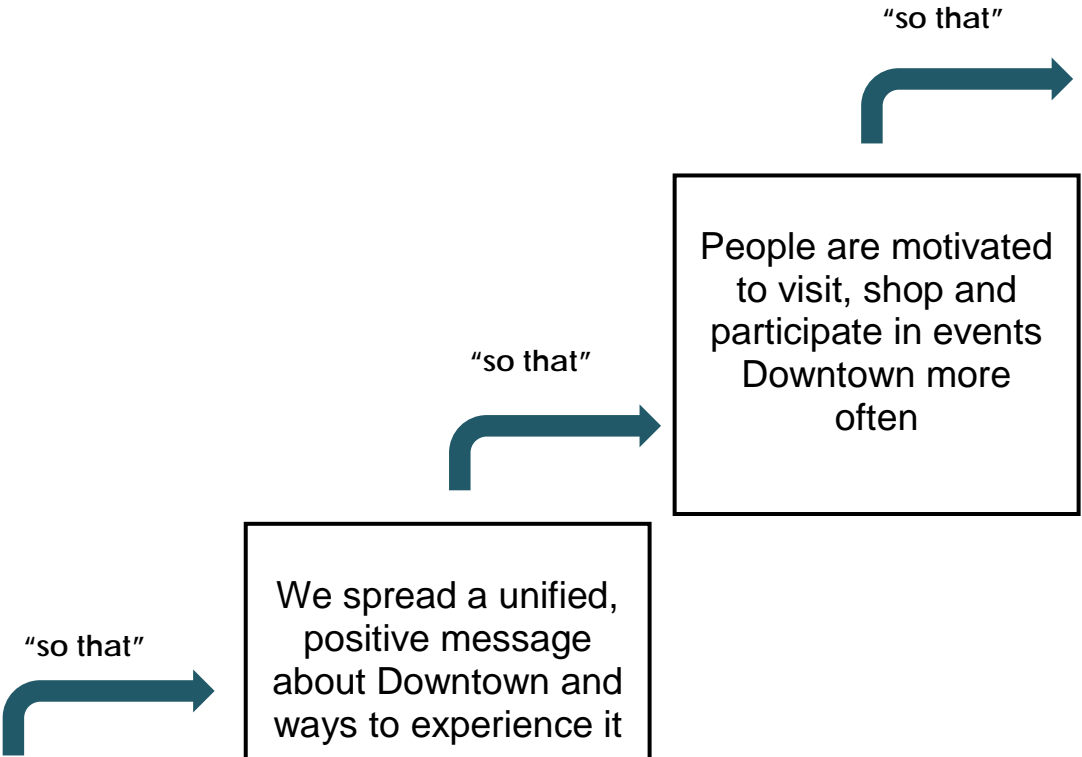 “so that”
People are motivated
to visit, shop and
participate in events
Downtown more
often
“so that”
We spread a unified,
positive message
about Downtown and
ways to experience it
“so that”